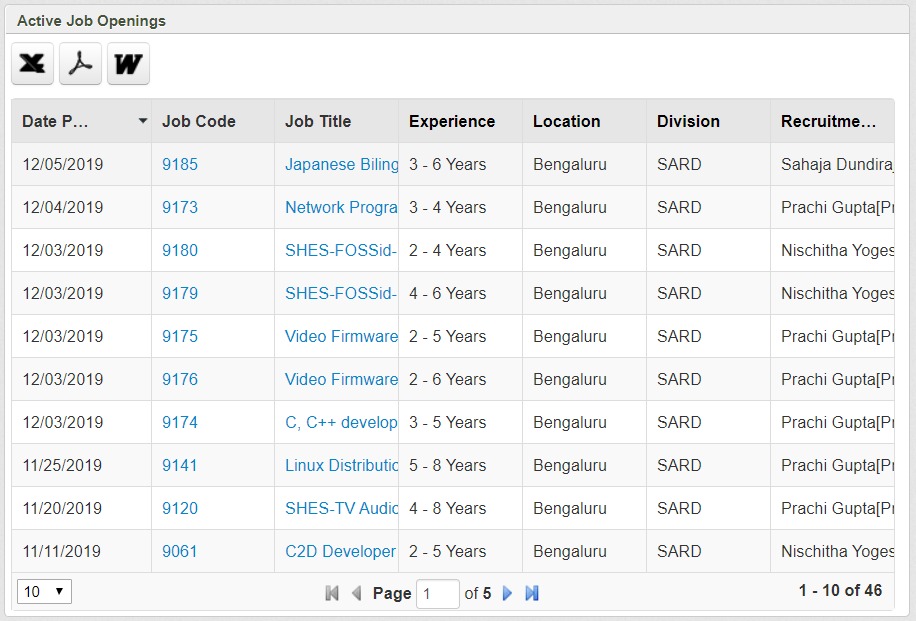 Active Job Openings
Date P... Job Code Job Title Experience Location Division Recruitme...
12/05/2019 9185 Japanese Biling 3 - 6 Years Bengaluru SARD Sahaja Dundiraj
12/04/2019 9173 Network Progra 3 - 4 Years Bengaluru SARD Prachi Gupta[Pr
12/03/2019 9180 SHES-FOSSid- 2 - 4 Years Bengaluru SARD Nischitha Yoges
12/03/2019 9179 SHES-FOSSid- 4 - 6 Years Bengaluru SARD Nischitha Yoges
12/03/2019 9175 Video Firmware 2 - 5 Years Bengaluru SARD Prachi Gupta[Pr
12/03/2019 9176 Video Firmware 2 - 6 Years Bengaluru SARD Prachi Gupta[Pr
12/03/2019 9174 C, C++ develop 3 - 5 Years Bengaluru SARD Prachi Gupta[Pr
11/25/2019 9141 Linux Distributic 5 - 8 Years Bengaluru SARD Prachi Gupta[Pr
11/20/2019 9120 SHES-TV Audio 4 - 8 Years Bengaluru SARD Prachi Gupta[Pr
11/11/2019 9061 C2D Developer 2 - 5 Years Bengaluru SARD Nischitha Yoges
10 Page 1 of 5 1 - 10 of 46